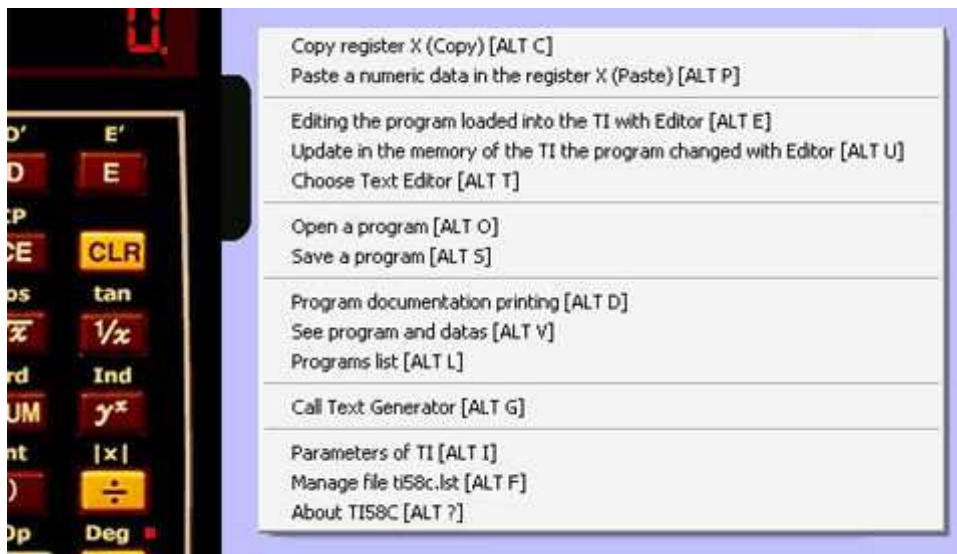 0.
Copy register X (Copy) [ALT C]
Paste a numeric data in the register X (Paste) [ALT P]
Editing the program loaded into the TI with Editor [ALT E]
Update in the memory of the TI the program changed with Editor [ALT U]
Choose Text Editor [ALT T]
Open a program [ALT O]
Save a program [ALT S]
Program documentation printing [ALT D]
See program and datas [ALT V]
Programs list [ALT L]
Call Text Generator [ALT G]
Parameters of TI [ALT I]
Manage file ti58c.lst [ALT F]
About TI58C [ALT ?]
D' E'
D E
CP
CE CLR
tan
1/x
Ind
yˣ
|x|
) ÷
Op Deg